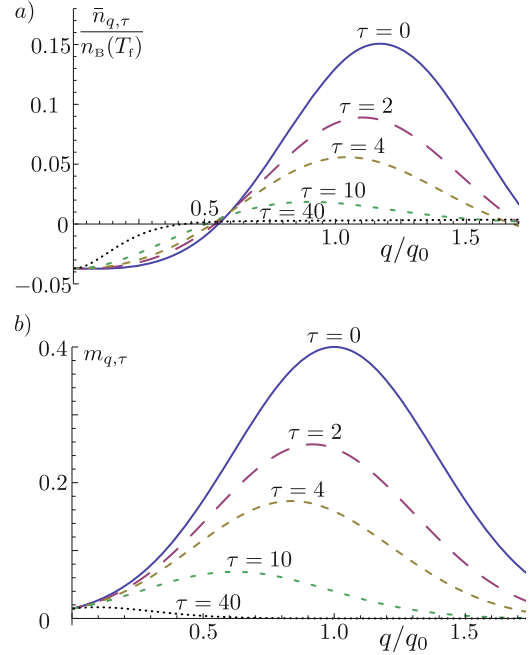 a)
n̄_{q,τ} / n_B(T_f)
0.15
τ = 0
0.1
τ = 2
τ = 4
0.05
τ = 10
0.5
τ = 40
0
1.0
1.5
q/q_0
−0.05
b)
0.4
m_{q,τ}
τ = 0
τ = 2
0.2
τ = 4
τ = 10
τ = 40
0
0.5
1.0
1.5
q/q_0